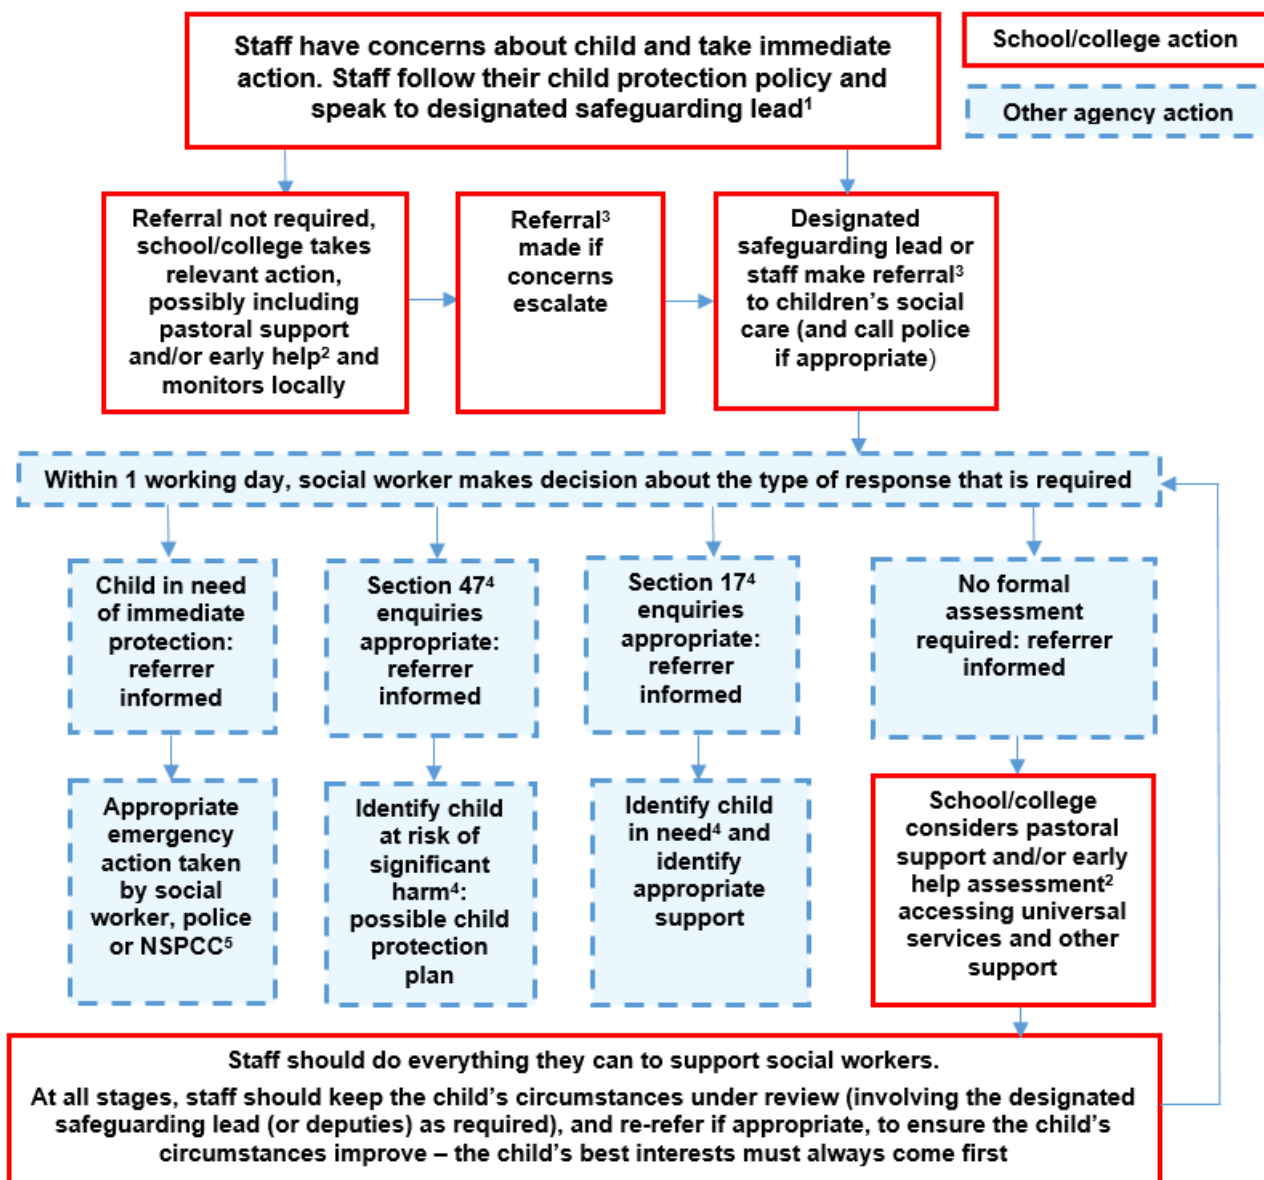 Staff have concerns about child and take immediate
action. Staff follow their child protection policy and
speak to designated safeguarding lead¹
School/college action
Other agency action
Referral not required,
school/college takes
relevant action,
possibly including
pastoral support
and/or early help² and
monitors locally
Referral³
made if
concerns
escalate
Designated
safeguarding lead or
staff make referral³
to children's social
care (and call police
if appropriate)
Within 1 working day, social worker makes decision about the type of response that is required
Child in need
of immediate
protection:
referrer
informed
Section 47⁴
enquiries
appropriate:
referrer
informed
Section 17⁴
enquiries
appropriate:
referrer
informed
No formal
assessment
required: referrer
informed
Appropriate
emergency
action taken
by social
worker, police
or NSPCC⁵
Identify child
at risk of
significant
harm⁴:
possible child
protection
plan
Identify child
in need⁴ and
identify
appropriate
support
School/college
considers pastoral
support and/or early
help assessment²
accessing universal
services and other
support
Staff should do everything they can to support social workers.
At all stages, staff should keep the child's circumstances under review (involving the designated
safeguarding lead (or deputies) as required), and re-refer if appropriate, to ensure the child's
circumstances improve – the child's best interests must always come first